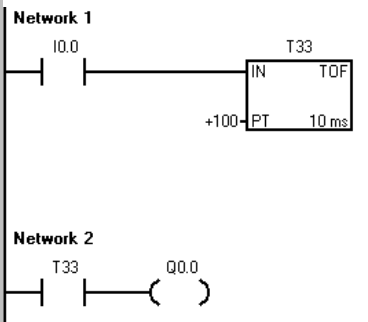 Network 1
I0.0 T33
IN TOF
+100 PT 10 ms
Network 2
T33 Q0.0